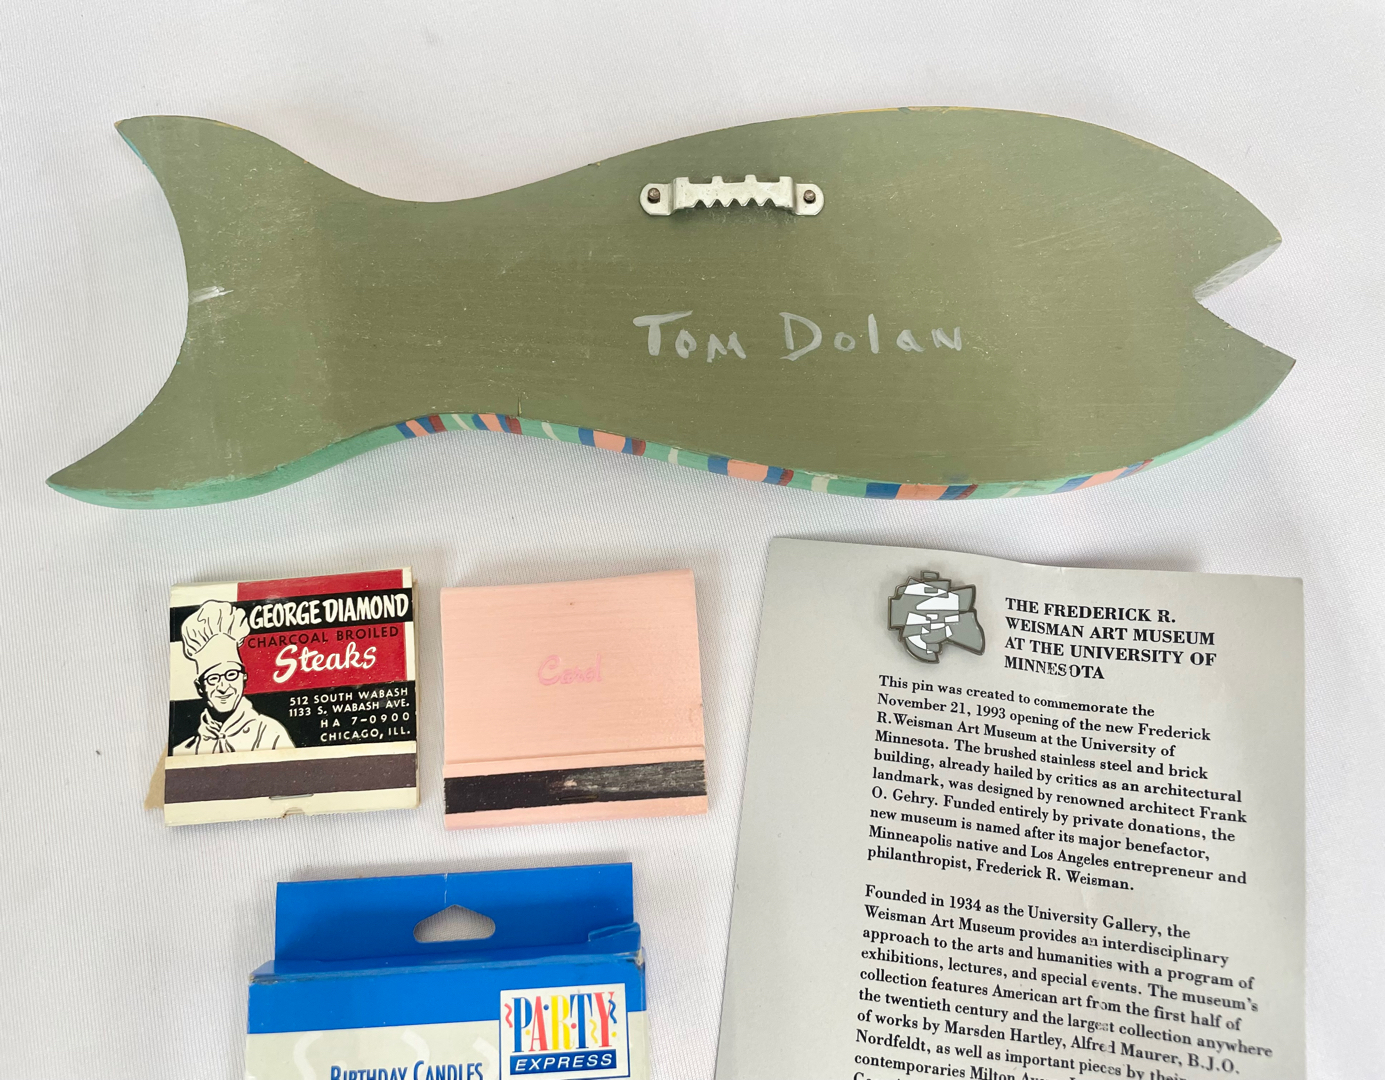 Tom Dolan
GEORGE DIAMOND
CHARCOAL BROILED
Steaks
512 SOUTH WABASH
1133 S. WABASH AVE.
HA 7-0900
CHICAGO, ILL.
Carol
PARTY
EXPRESS
BIRTHDAY CANDLES
THE FREDERICK R.
WEISMAN ART MUSEUM
AT THE UNIVERSITY OF
MINNESOTA
This pin was created to commemorate the
November 21, 1993 opening of the new Frederick
R.Weisman Art Museum at the University of
Minnesota. The brushed stainless steel and brick
building, already hailed by critics as an architectural
landmark, was designed by renowned architect Frank
O. Gehry. Funded entirely by private donations, the
new museum is named after its major benefactor,
Minneapolis native and Los Angeles entrepreneur and
philanthropist, Frederick R. Weisman.
Founded in 1934 as the University Gallery, the
Weisman Art Museum provides an interdisciplinary
approach to the arts and humanities with a program of
exhibitions, lectures, and special events. The museum's
collection features American art from the first half of
the twentieth century and the largest collection anywhere
of works by Marsden Hartley, Alfred Maurer, B.J.O.
Nordfeldt, as well as important pieces by their
contemporaries Milton